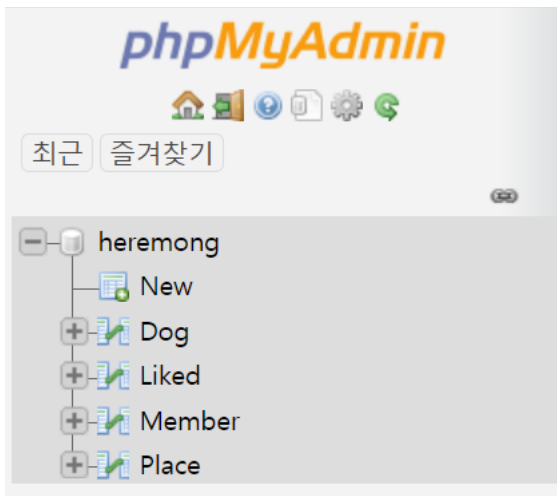 phpMyAdmin
최근 즐겨찾기
heremong
New
Dog
Liked
Member
Place